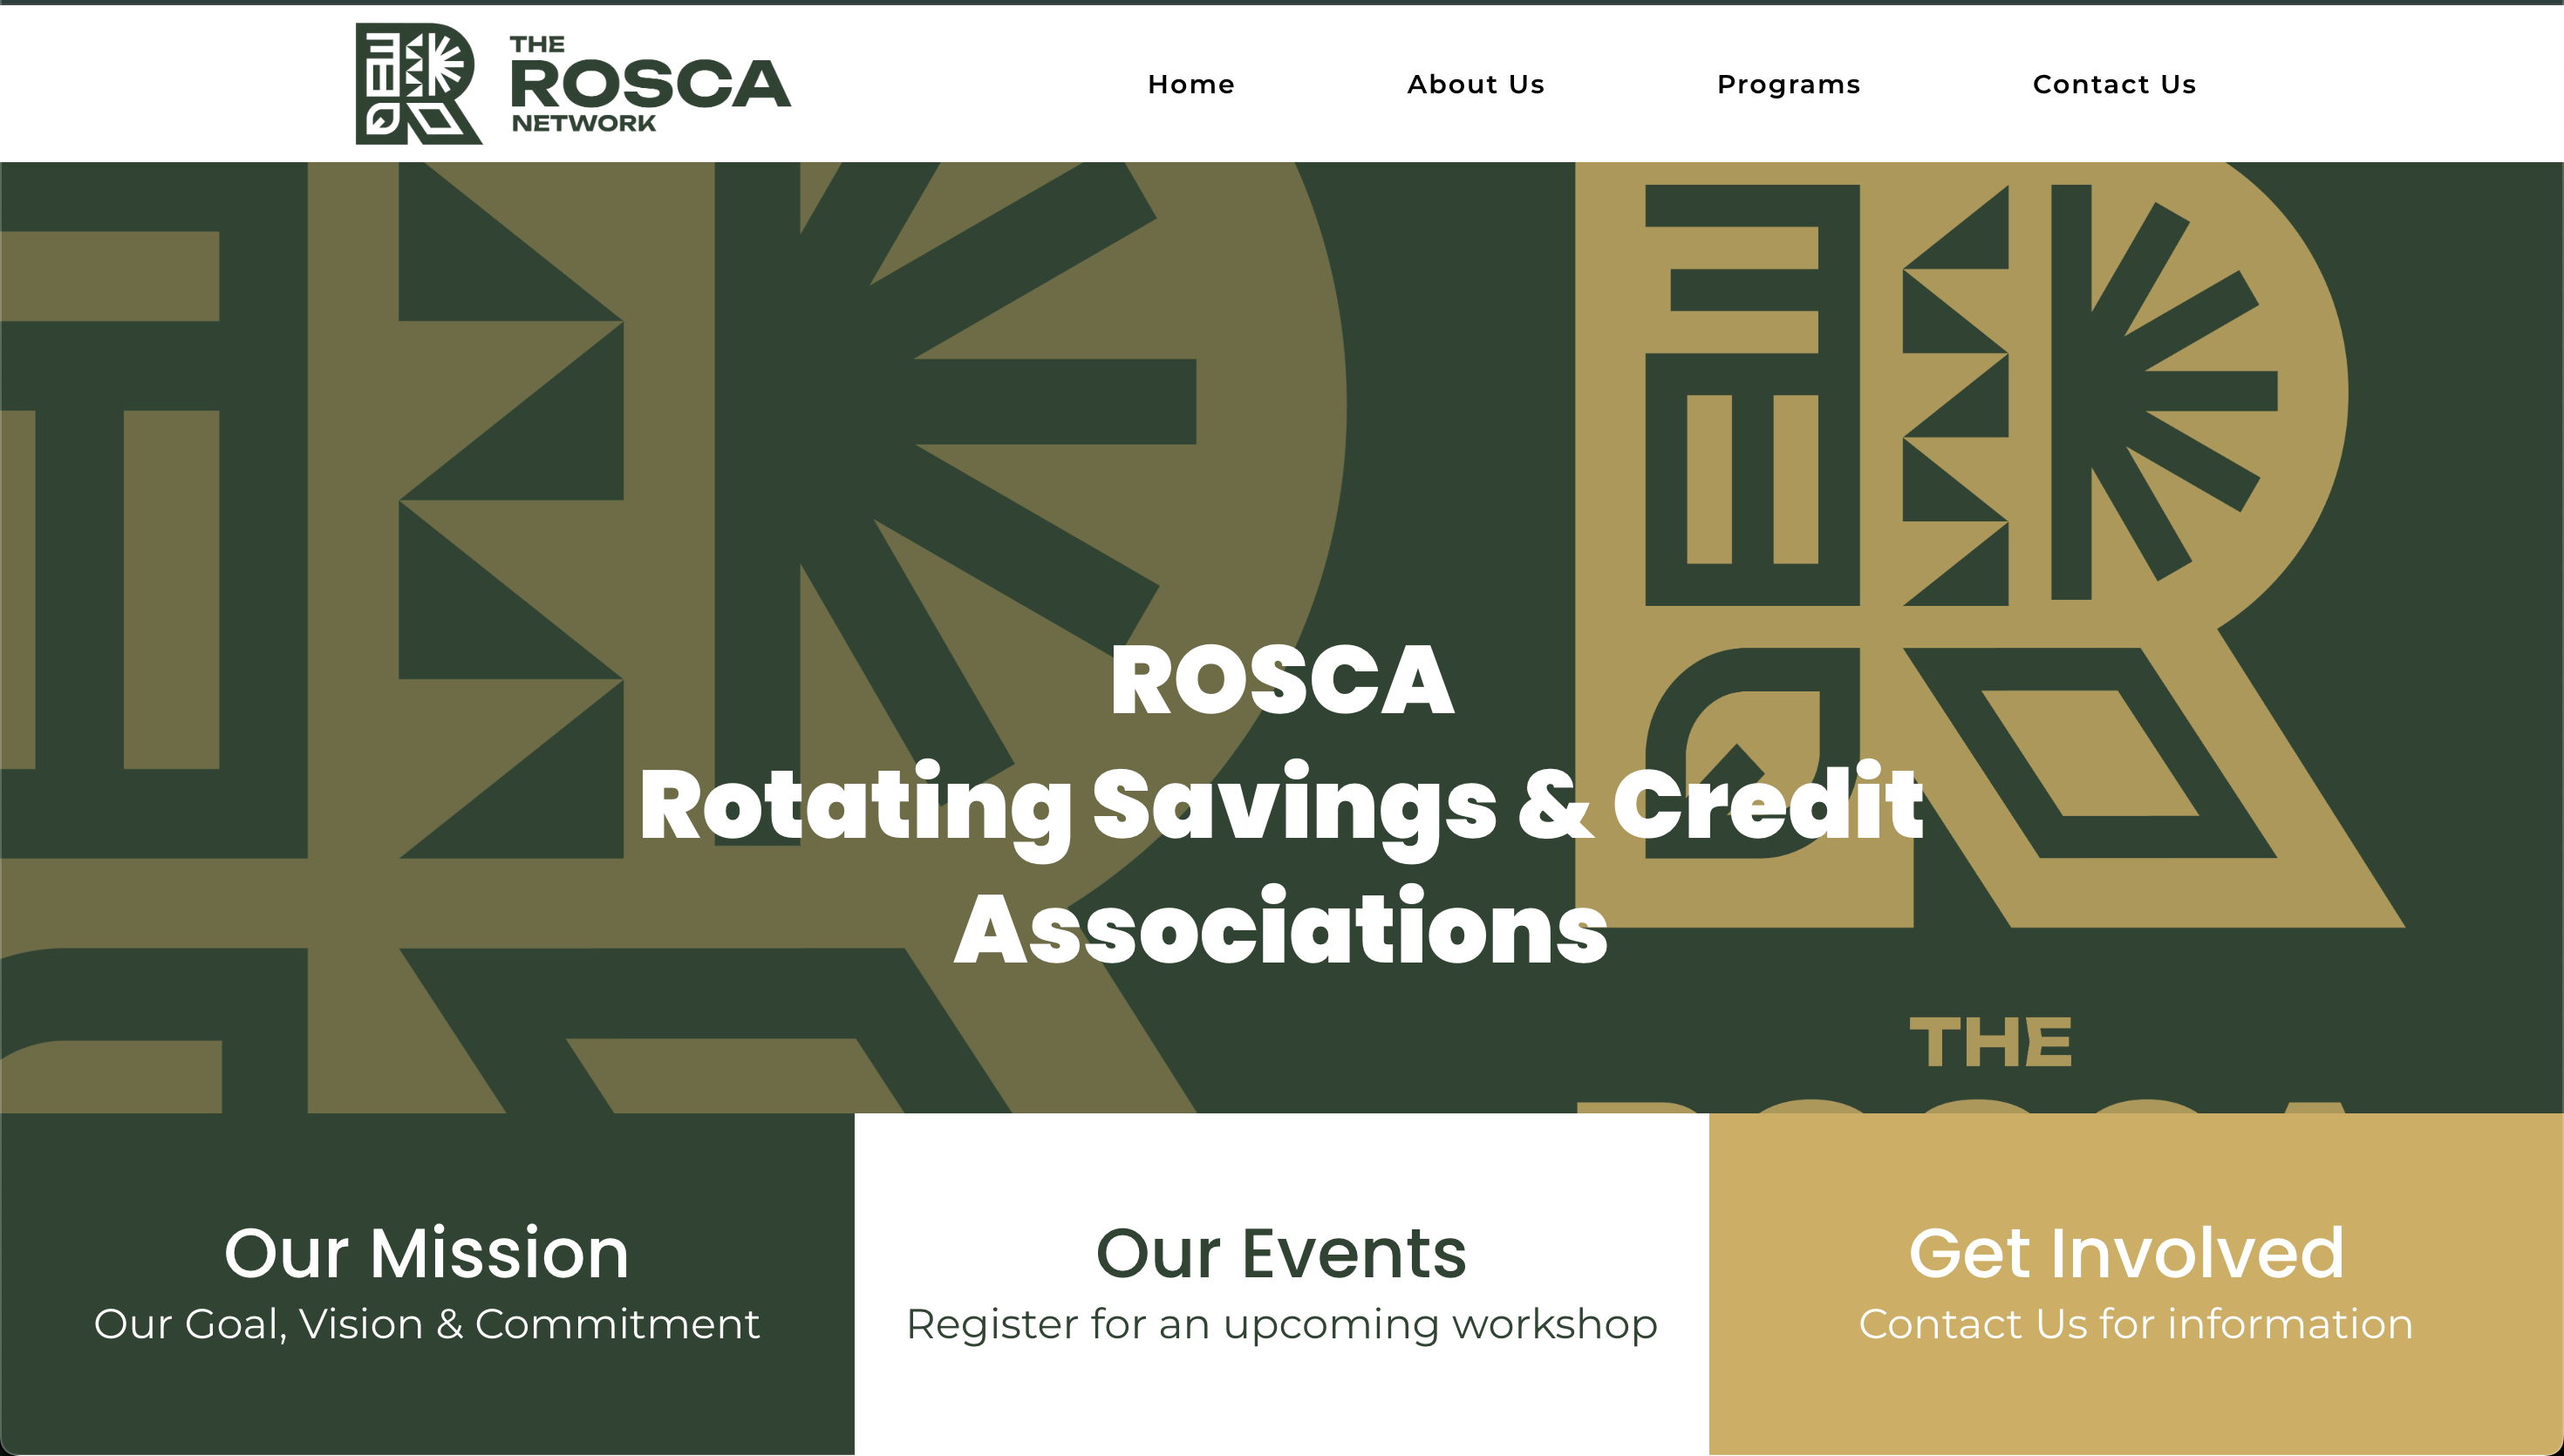 THE
ROSCA
NETWORK
Home
About Us
Programs
Contact Us
ROSCA
Rotating Savings & Credit
Associations
THE
Our Mission
Our Goal, Vision & Commitment
Our Events
Register for an upcoming workshop
Get Involved
Contact Us for information